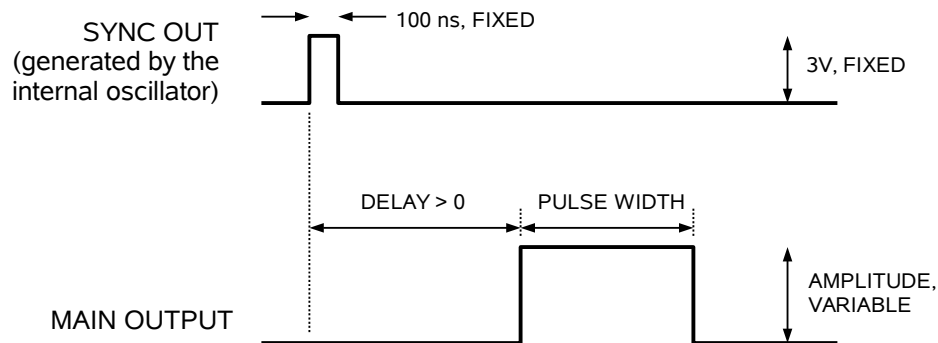 100 ns, FIXED
SYNC OUT
(generated by the
internal oscillator)
3V, FIXED
DELAY > 0
PULSE WIDTH
AMPLITUDE,
VARIABLE
MAIN OUTPUT